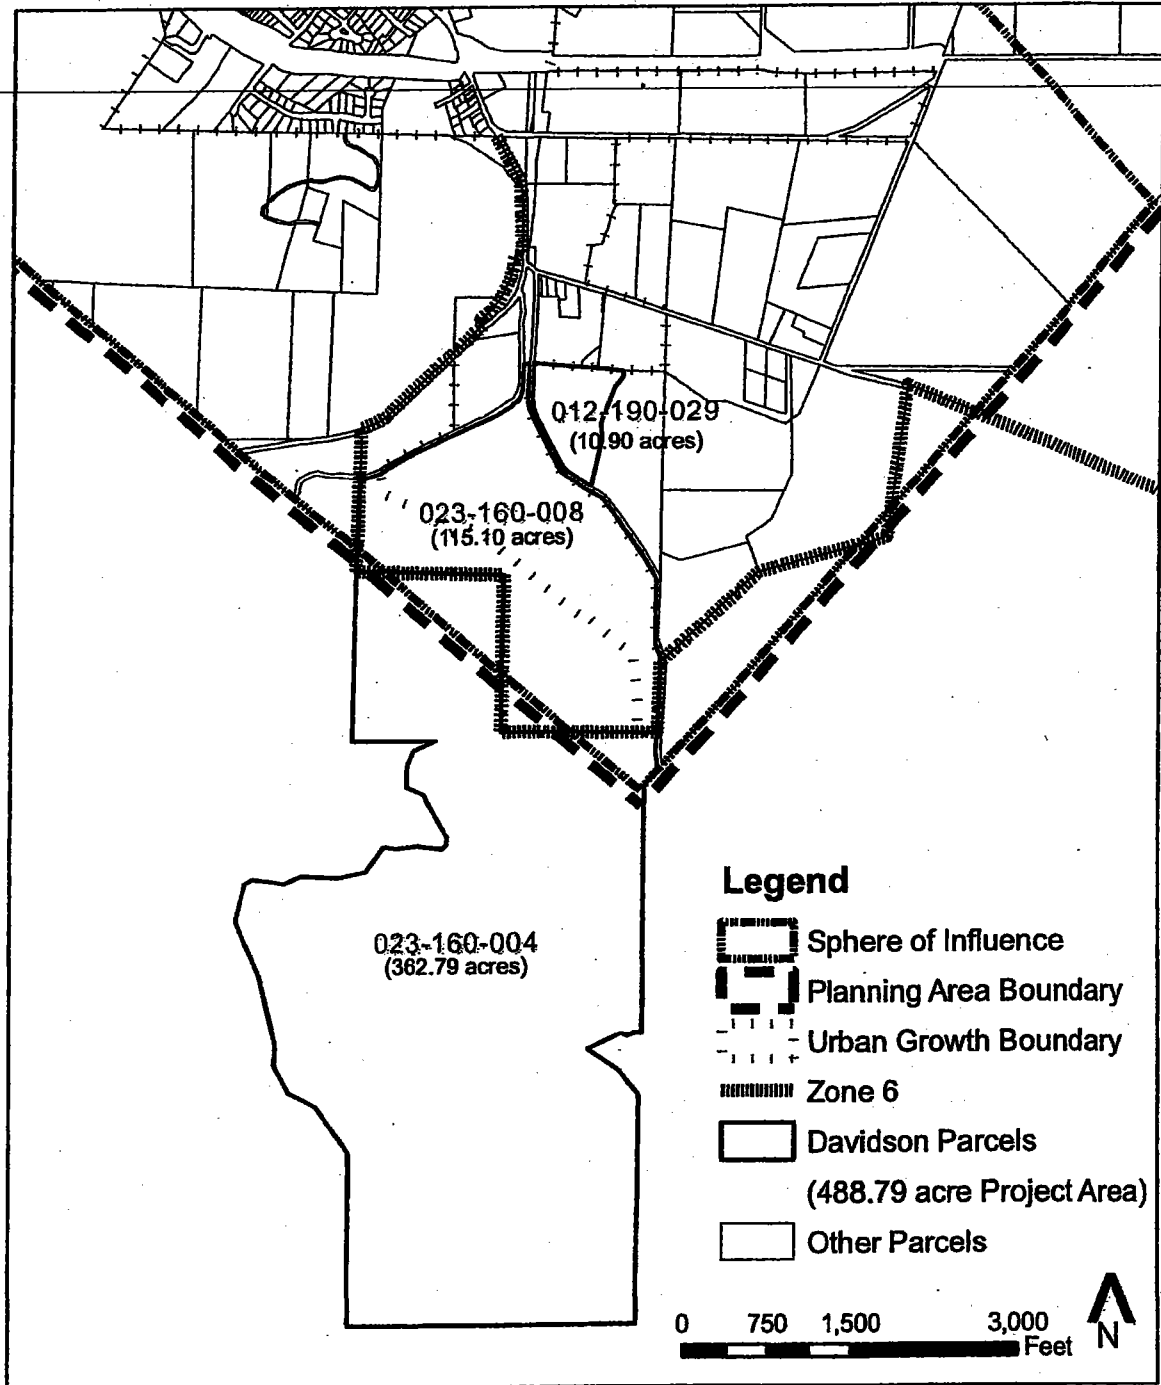 012-190-029
(10.90 acres)
023-160-008
(115.10 acres)
023-160-004
(362.79 acres)
Legend
Sphere of Influence
Planning Area Boundary
Urban Growth Boundary
Zone 6
Davidson Parcels
(488.79 acre Project Area)
Other Parcels
0 750 1,500 3,000
Feet
N